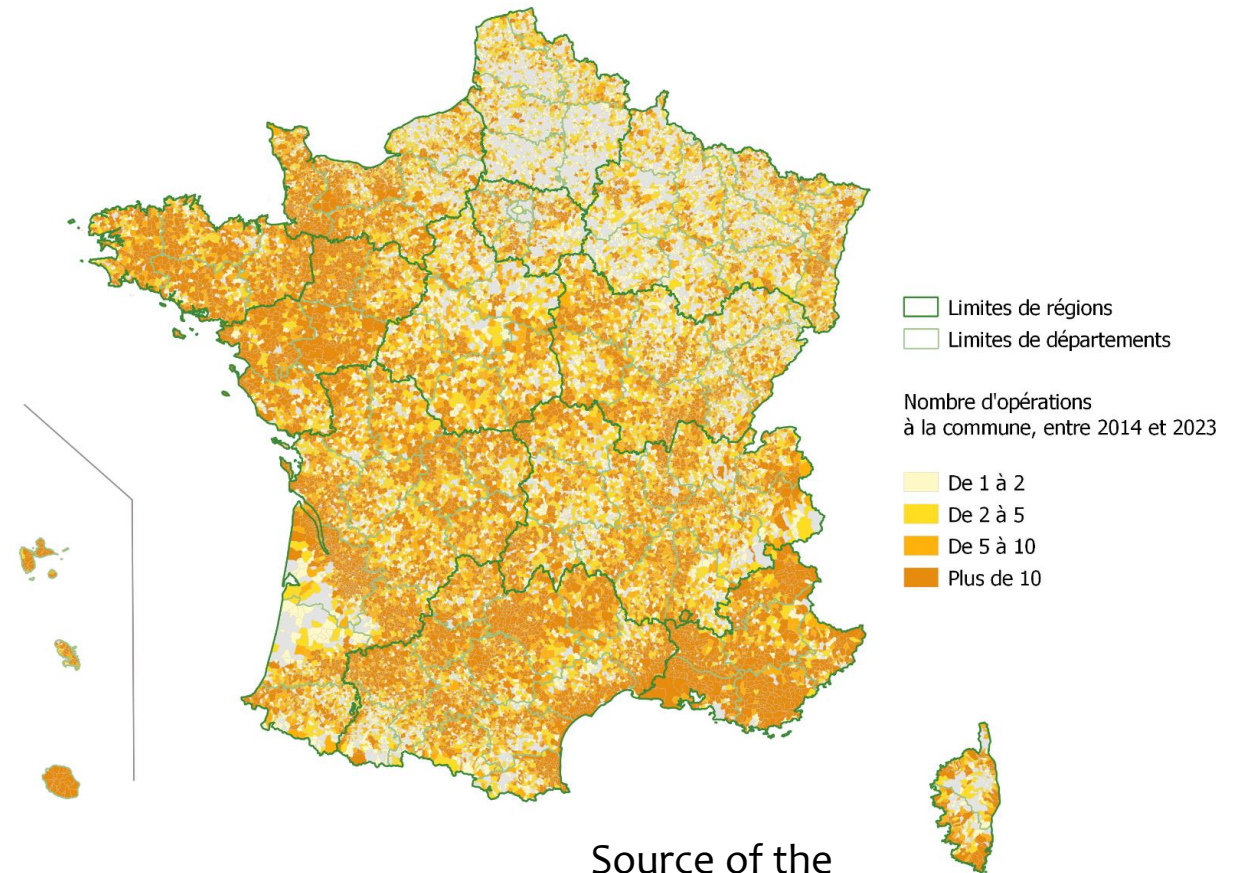 Limites de régions
Limites de départements
Nombre d'opérations
à la commune, entre 2014 et 2023
De 1 à 2
De 2 à 5
De 5 à 10
Plus de 10
Source of the